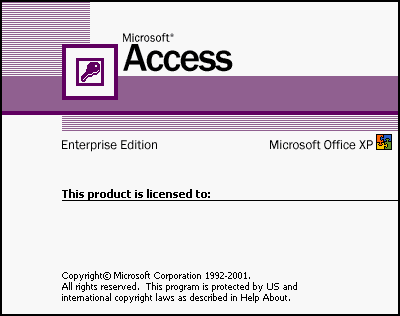 Microsoft®
Access
Enterprise Edition
Microsoft Office XP
This product is licensed to:
Copyright© Microsoft Corporation 1992-2001.
All rights reserved.  This program is protected by US and
international copyright laws as described in Help About.